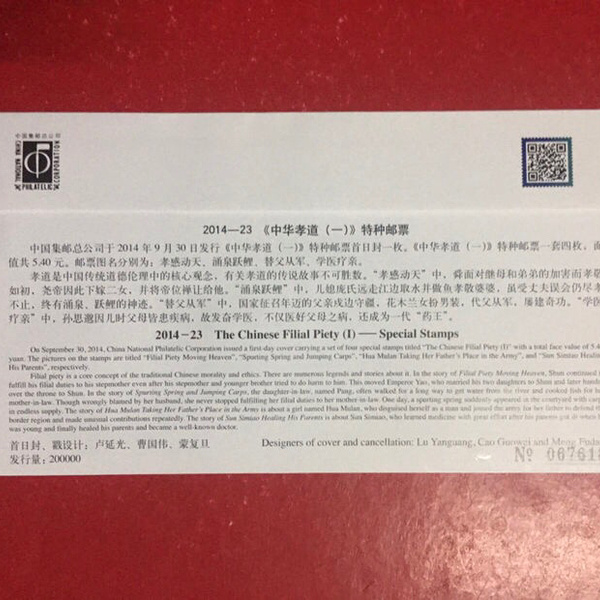 中国集邮总公司
CHINA NATIONAL
PHILATELIC
CORPORATION
2014—23 《中华孝道（一）》特种邮票
中国集邮总公司于 2014 年 9 月 30 日发行《中华孝道（一）》特种邮票首日封一枚。《中华孝道（一）》特种邮票一套四枚，面
值共 5.40 元。邮票图名分别为：孝感动天、涌泉跃鲤、替父从军、学医疗亲。
孝道是中国传统道德伦理中的核心观念，有关孝道的传说故事不可胜数。“孝感动天”中，舜面对继母和弟弟的加害而孝敬
如初，尧帝因此下嫁二女，并将帝位禅让给他。“涌泉跃鲤”中，儿媳庞氏远走江边取水并做鱼孝敬婆婆，虽受丈夫误会仍尽孝
不止，终有涌泉、跃鲤的神迹。“替父从军”中，国家征召年迈的父亲戍边守疆，花木兰女扮男装，代父从军，屡建奇功。“学医
疗亲”中，孙思邈因儿时父母皆患疾病，故发奋学医，不仅医好父母之病，还成为一代“药王”。
2014－23 The Chinese Filial Piety (I) — Special Stamps
On September 30, 2014, China National Philatelic Corporation issued a first day cover carrying a set of four special stamps titled "The Chinese Filial Piety (I)" with a total face value of 5.4
yuan. The pictures on the stamps are titled "Filial Piety Moving Heaven", "Spurting Spring and Jumping Carps", "Hua Mulan Taking Her Father's Place in the Army", and "Sun Simiao Healing
His Parents", respectively.
Filial piety is a core concept of the traditional Chinese morality and ethics. There are numerous legends and stories about it. In the story of Filial Piety Moving Heaven, Shun continued
fulfill his filial duties to his stepmother even after his stepmother and younger brother tried to do harm to him. This moved Emperor Yao, who married his two daughters to Shun and later hande
over the throne to Shun. In the story of Spurting Spring and Jumping Carps, the daughter-in-law, named Pang, often walked for a long way to get water from the river and cooked fish for
mother-in-law. Though wrongly blamed by her husband, she never stopped fulfilling her filial duties to her mother-in-law. One day, a spurting spring suddenly appeared in the courtyard with carp
in endless supply. The story of Hua Mulan Taking Her Father's Place in the Army is about a girl named Hua Mulan, who disguised herself as a man and joined the army for her father to defend th
border region and made unusual contributions repeatedly. The story of Sun Simiao Healing His Parents is about Sun Simiao, who learned medicine with great effort after his parents got ill when
was young and finally healed his parents and became a well-known doctor.
首日封、戳设计：卢延光、曹国伟、蒙复旦
Designers of cover and cancellation: Lu Yanguang, Cao Guowei and Meng Fuda
发行量：200000
№ 067618